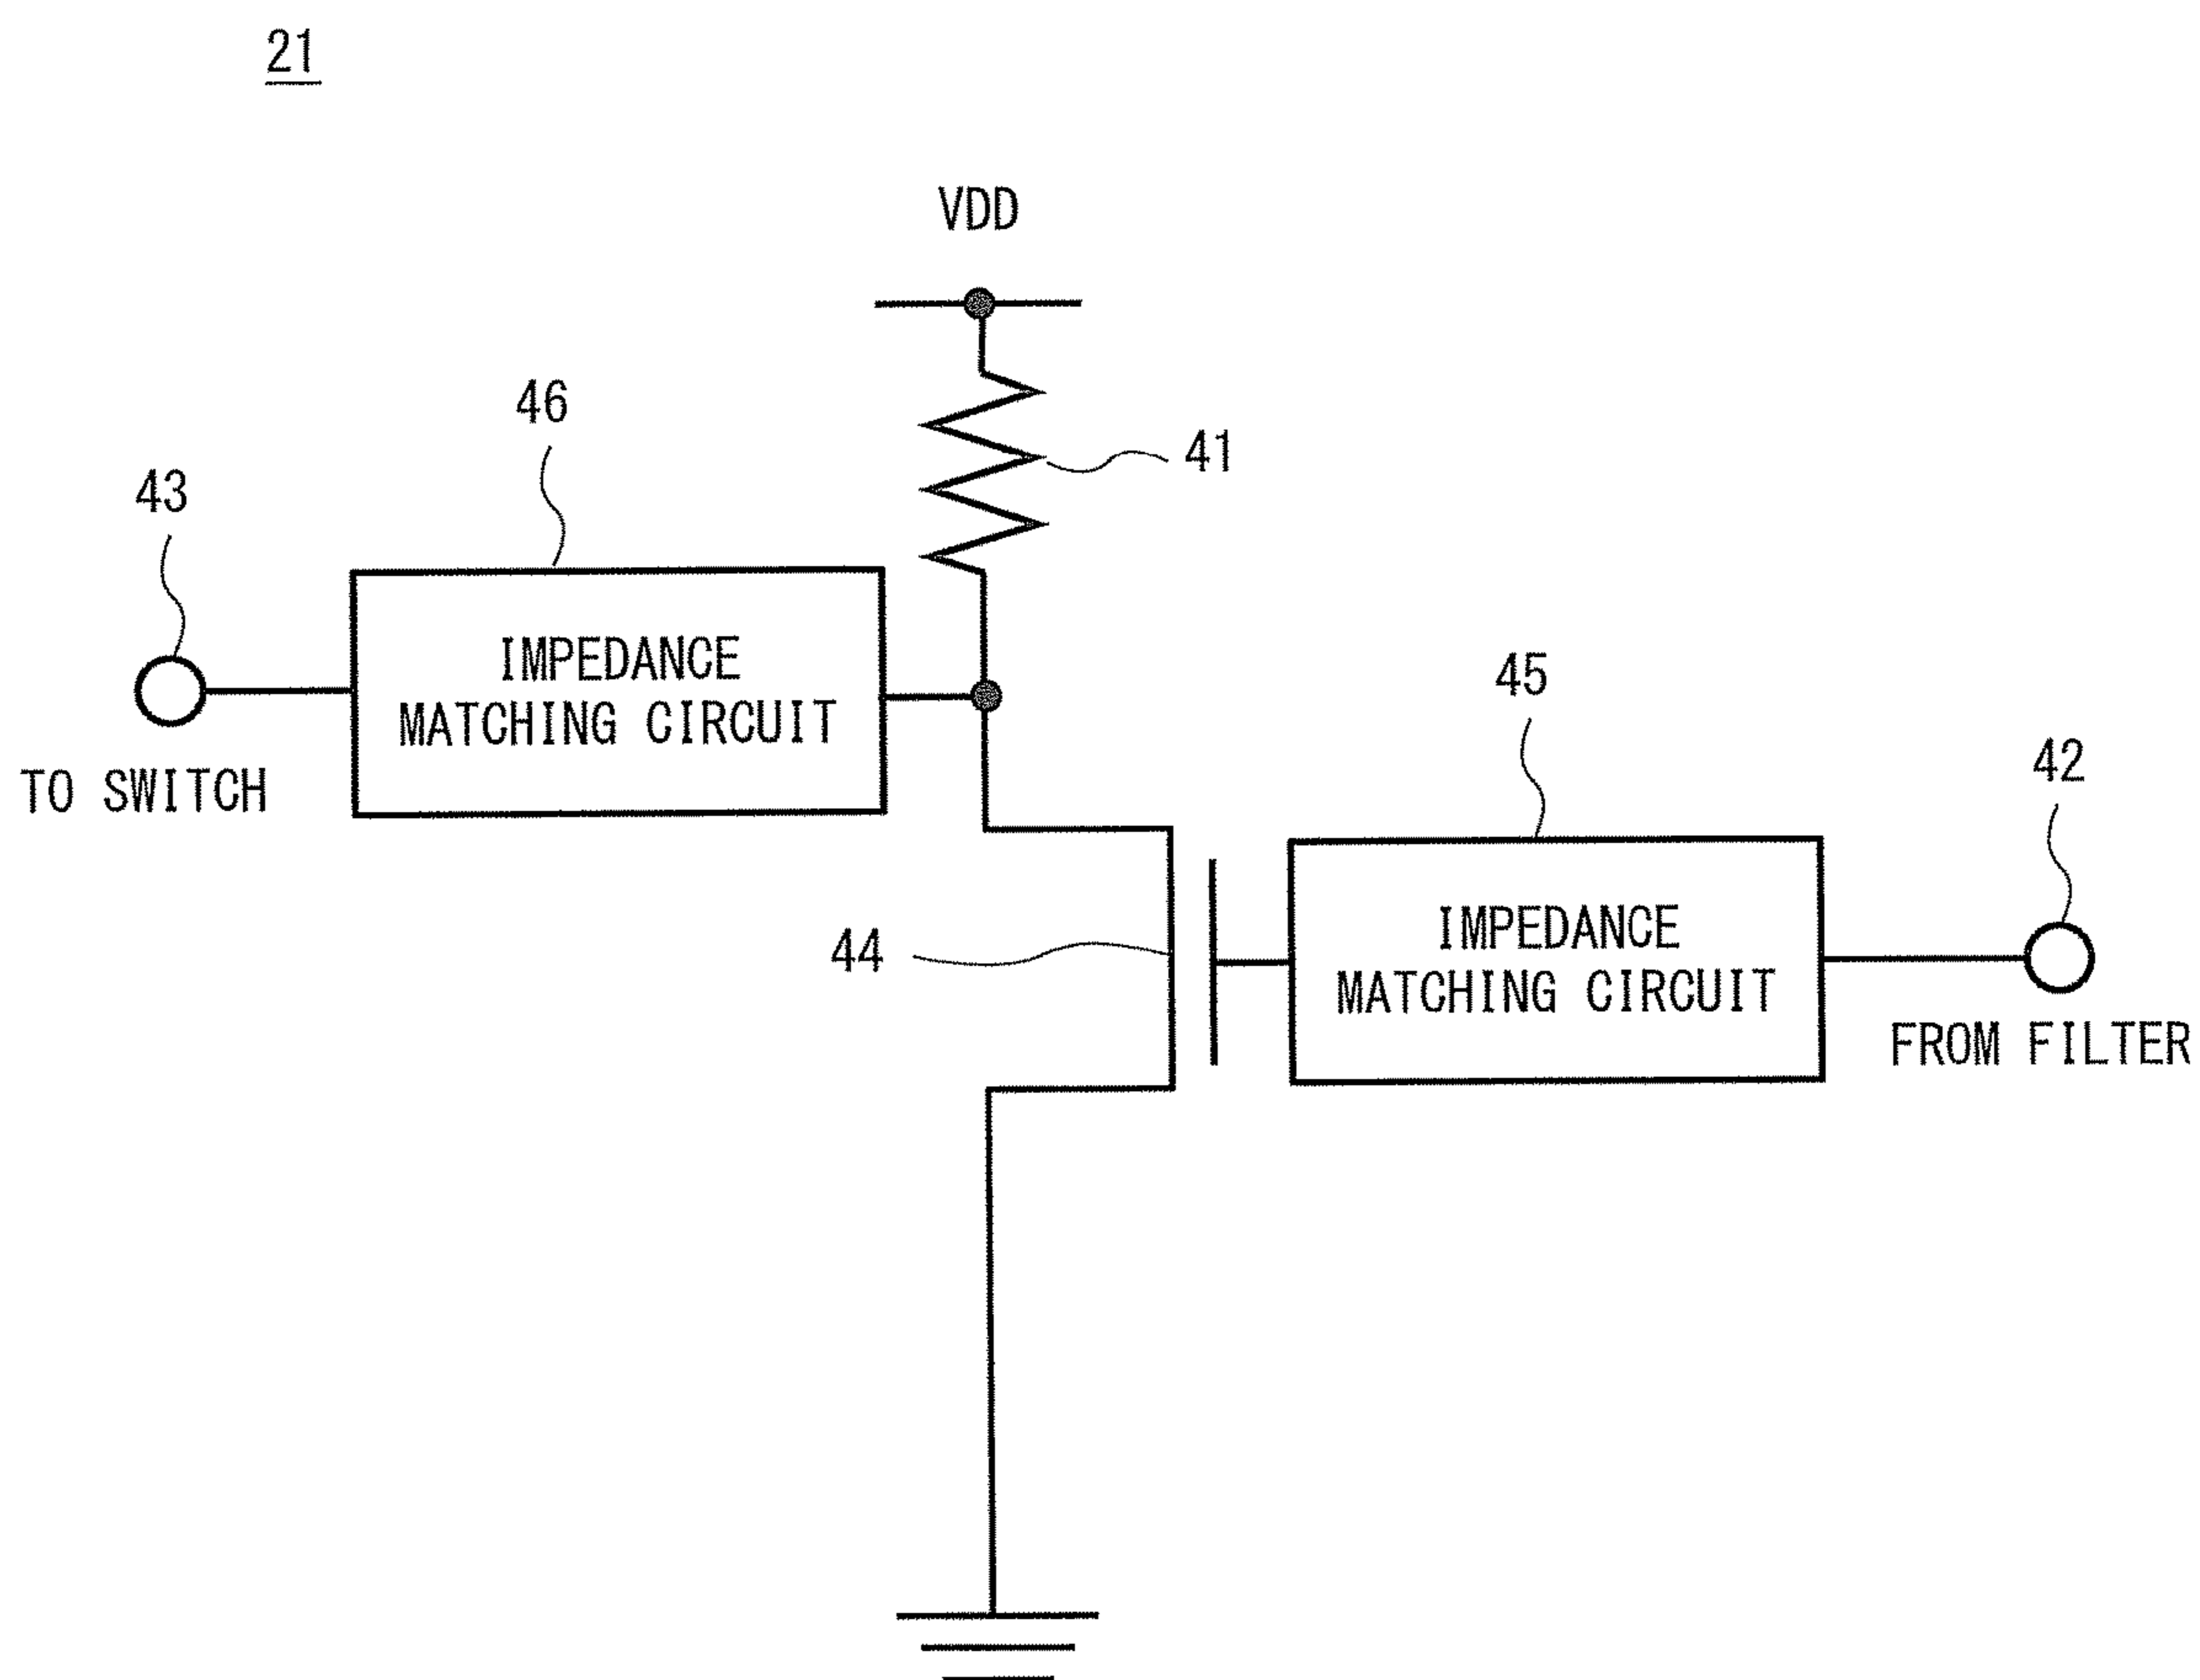 21
VDD
46
41
43
IMPEDANCE
MATCHING CIRCUIT
TO SWITCH
45
42
44
IMPEDANCE
MATCHING CIRCUIT
FROM FILTER